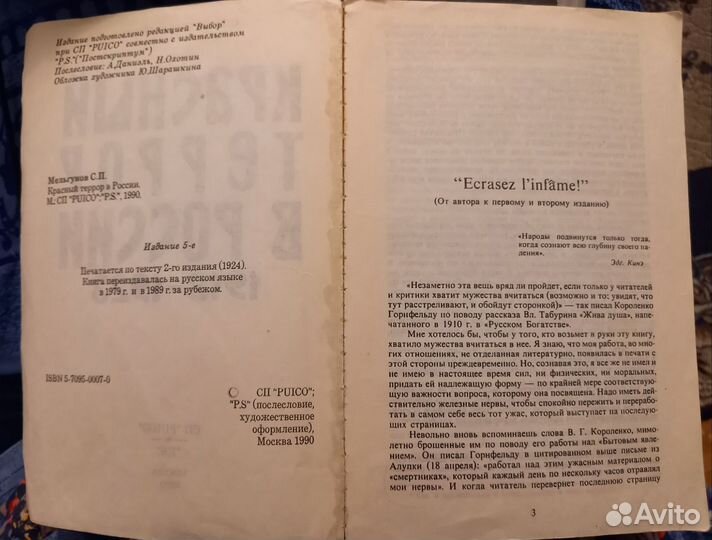 Издание подготовлено редакцией "Выбор"
при СП "PUICO" совместно с издательством
"P.S."("Постскриптум")
Послесловие: А.Даниэль, Н.Охотин
Обложка художника Ю.Шарашкина
КРАСНЫЙ
ТЕРРОР
В РОССИИ
Мельгунов С.П.
Красный террор в России.
М.: СП "PUICO"; "P.S.", 1990.
Издание 5-е
Печатается по тексту 2-го издания (1924).
Книга переиздавалась на русском языке
в 1979 г. и в 1989 г. за рубежом.
ISBN 5-7095-0007-0
© СП "PUICO";
"P.S" (послесловие,
художественное
оформление),
Москва 1990
"Ecrasez l'infâme!"
(От автора к первому и второму изданию)
«Народы подвинутся только тогда,
когда сознают всю глубину своего па-
дения».
Эдг. Кинэ
«Незаметно эта вещь вряд ли пройдет, если только у читателей
и критики хватит мужества вчитаться (возможно и то: увидят, что
тут расстреливают, и обойдут сторонкой)» — так писал Короленко
Горнфельду по поводу рассказа Вл. Табурина «Жива душа», напе-
чатанного в 1910 г. в «Русском Богатстве».
Мне хотелось бы, чтобы у того, кто возьмет в руки эту книгу,
хватило мужества вчитаться в нее. Я знаю, что моя работа, во мно-
гих отношениях, не отделанная литературно, появилась в печати с
этой стороны преждевременно. Но, сознавая это, я все же не имел и
не имею в настоящее время сил, ни физических, ни моральных,
придать ей надлежащую форму — по крайней мере соответствую-
щую важности вопроса, которому она посвящена. Надо иметь дей-
ствительно железные нервы, чтобы спокойно пережить и переработать
в самом себе весь тот ужас, который выступает на последую-
щих страницах.
Невольно вновь вспоминаешь слова В. Г. Короленко, мимо-
летно брошенные им по поводу его работы над «Бытовым явле-
нием». Он писал Горнфельду в цитированном выше письме из
Алупки (18 апреля): «работал над этим ужасным материалом о
«смертниках», который каждый день по нескольку часов отравлял
мои нервы». И когда читатель перевернет последнюю страницу
3
Avito